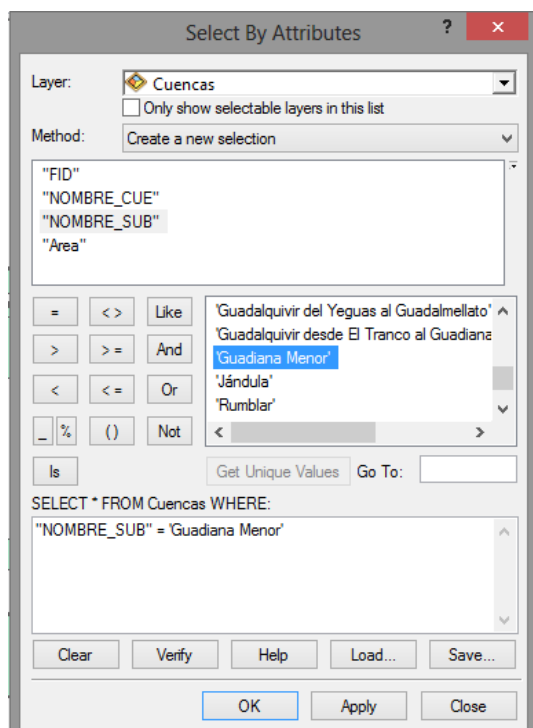 Select By Attributes ? ×
Layer: Cuencas
Only show selectable layers in this list
Method: Create a new selection
"FID"
"NOMBRE_CUE"
"NOMBRE_SUB"
"Area"
= < > Like
> > = And
< < = Or
_ % () Not
Is
'Guadalquivir del Yeguas al Guadalmellato'
'Guadalquivir desde El Tranco al Guadiana
'Guadiana Menor'
'Jándula'
'Rumblar'
Get Unique Values Go To:
SELECT * FROM Cuencas WHERE:
"NOMBRE_SUB" = 'Guadiana Menor'
Clear Verify Help Load... Save...
OK Apply Close